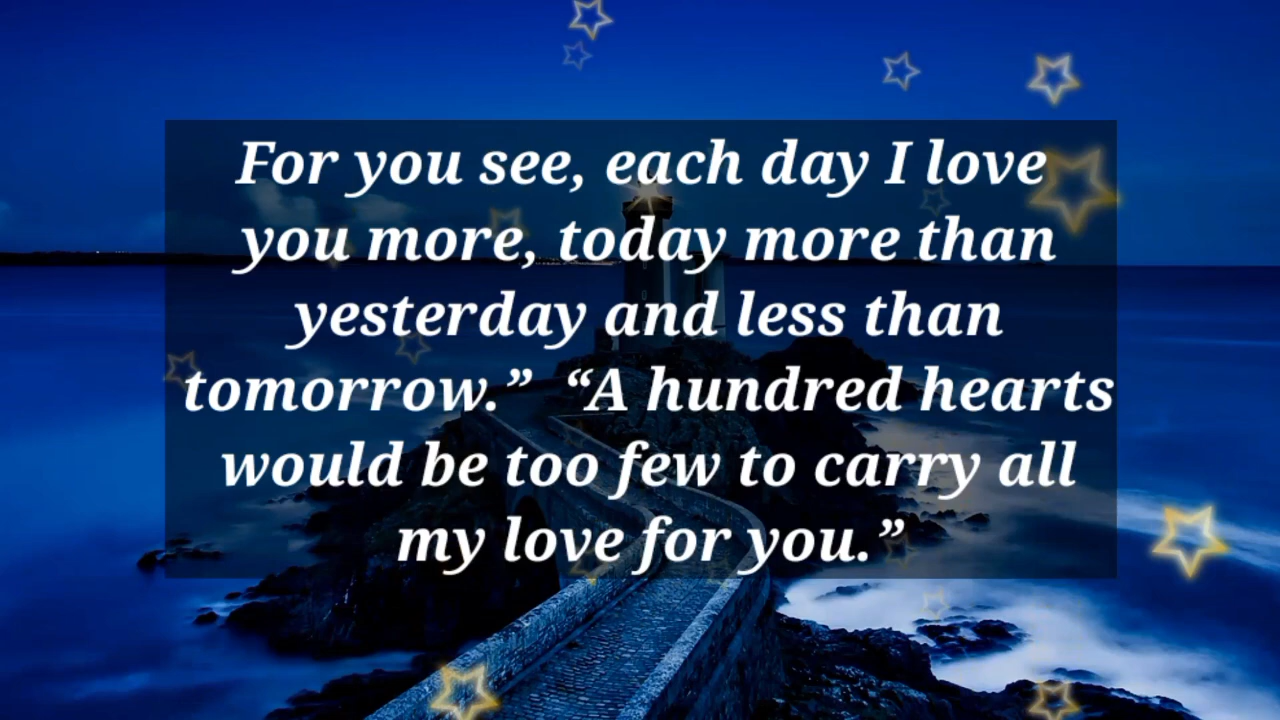 For you see, each day I love
you more, today more than
yesterday and less than
tomorrow.”  “A hundred hearts
would be too few to carry all
my love for you.”